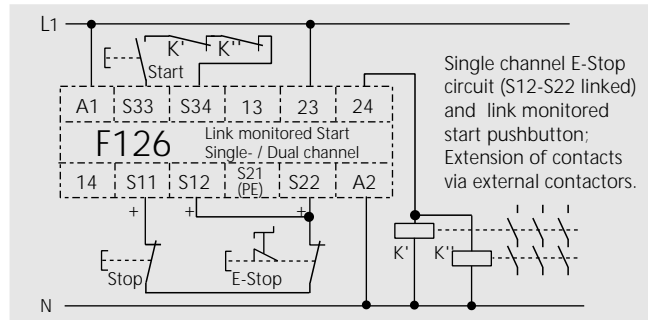 L1
K' K''
Start
A1 S33 S34 13 23 24
F126
Link monitored Start
Single- / Dual channel
14 S11 S12 S21 (PE) S22 A2
+ + +
Stop
E-Stop
K' K''
N
Single channel E-Stop
circuit (S12-S22 linked)
and link monitored
start pushbutton;
Extension of contacts
via external contactors.